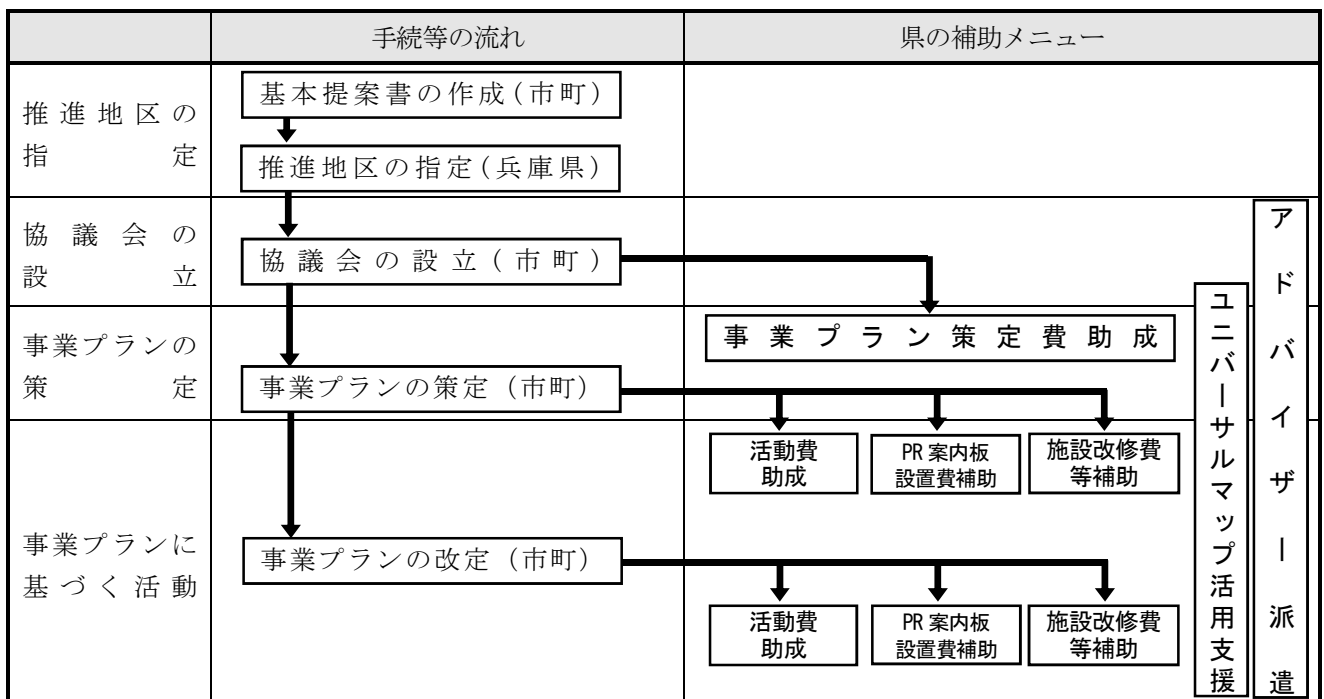 手続等の流れ
県の補助メニュー
推進地区の
指定
基本提案書の作成(市町)
推進地区の指定(兵庫県)
協議会の
設立
協議会の設立(市町)
事業プランの
策定
事業プラン策定費助成
事業プランの策定(市町)
事業プランに
基づく活動
活動費
助成
PR案内板
設置費補助
施設改修費
等補助
事業プランの改定(市町)
活動費
助成
PR案内板
設置費補助
施設改修費
等補助
ユニバーサルマップ活用支援
アドバイザー派遣